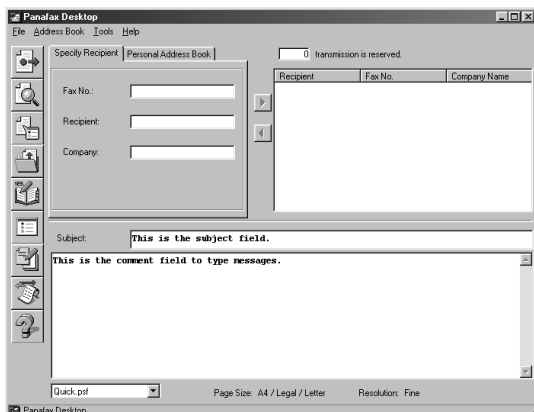 Panafax Desktop
File Address Book Tools Help
Specify Recipient Personal Address Book
0 transmission is reserved.
Recipient Fax No. Company Name
Fax No.:
Recipient:
Company:
Subject: This is the subject field.
This is the comment field to type messages.
Quick.psf Page Size: A4 / Legal / Letter Resolution: Fine
Panafax Desktop